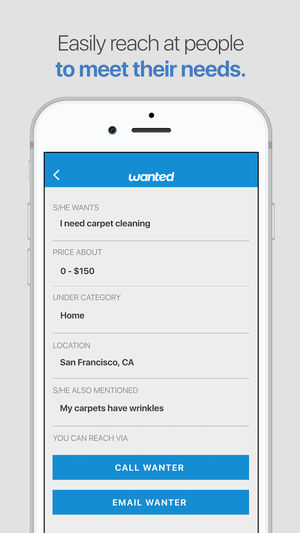 Easily reach at people
to meet their needs.
wanted
S/HE WANTS
I need carpet cleaning
PRICE ABOUT
0 - $150
UNDER CATEGORY
Home
LOCATION
San Francisco, CA
S/HE ALSO MENTIONED
My carpets have wrinkles
YOU CAN REACH VIA
CALL WANTER
EMAIL WANTER